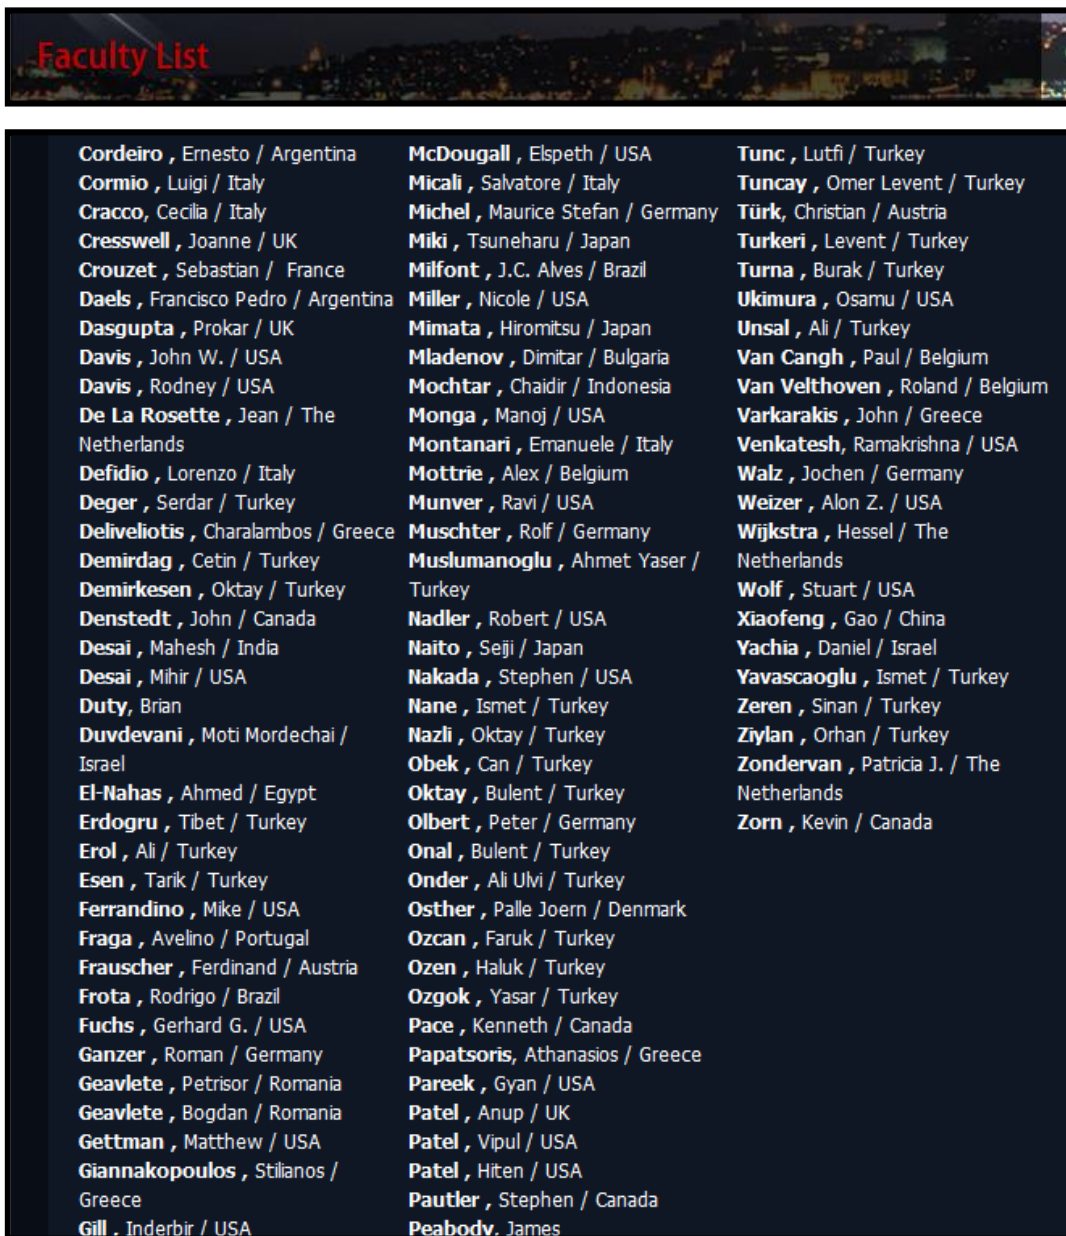 Faculty List
Cordeiro , Ernesto / Argentina
Cormio , Luigi / Italy
Cracco, Cecilia / Italy
Cresswell , Joanne / UK
Crouzet , Sebastian / France
Daels , Francisco Pedro / Argentina
Dasgupta , Prokar / UK
Davis , John W. / USA
Davis , Rodney / USA
De La Rosette , Jean / The
Netherlands
Defidio , Lorenzo / Italy
Deger , Serdar / Turkey
Deliveliotis , Charalambos / Greece
Demirdag , Cetin / Turkey
Demirkesen , Oktay / Turkey
Denstedt , John / Canada
Desai , Mahesh / India
Desai , Mihir / USA
Duty, Brian
Duvdevani , Moti Mordechai /
Israel
El-Nahas , Ahmed / Egypt
Erdogru , Tibet / Turkey
Erol , Ali / Turkey
Esen , Tarik / Turkey
Ferrandino , Mike / USA
Fraga , Avelino / Portugal
Frauscher , Ferdinand / Austria
Frota , Rodrigo / Brazil
Fuchs , Gerhard G. / USA
Ganzer , Roman / Germany
Geavlete , Petrisor / Romania
Geavlete , Bogdan / Romania
Gettman , Matthew / USA
Giannakopoulos , Stilianos /
Greece
Gill , Inderbir / USA
McDougall , Elspeth / USA
Micali , Salvatore / Italy
Michel , Maurice Stefan / Germany
Miki , Tsuneharu / Japan
Milfont , J.C. Alves / Brazil
Miller , Nicole / USA
Mimata , Hiromitsu / Japan
Mladenov , Dimitar / Bulgaria
Mochtar , Chaidir / Indonesia
Monga , Manoj / USA
Montanari , Emanuele / Italy
Mottrie , Alex / Belgium
Munver , Ravi / USA
Muschter , Rolf / Germany
Muslumanoglu , Ahmet Yaser /
Turkey
Nadler , Robert / USA
Naito , Seiji / Japan
Nakada , Stephen / USA
Nane , Ismet / Turkey
Nazli , Oktay / Turkey
Obek , Can / Turkey
Oktay , Bulent / Turkey
Olbert , Peter / Germany
Onal , Bulent / Turkey
Onder , Ali Ulvi / Turkey
Osther , Palle Joern / Denmark
Ozcan , Faruk / Turkey
Ozen , Haluk / Turkey
Ozgok , Yasar / Turkey
Pace , Kenneth / Canada
Papatsoris, Athanasios / Greece
Pareek , Gyan / USA
Patel , Anup / UK
Patel , Vipul / USA
Patel , Hiten / USA
Pautler , Stephen / Canada
Peabody, James
Tunc , Lutfi / Turkey
Tuncay , Omer Levent / Turkey
Türk, Christian / Austria
Turkeri , Levent / Turkey
Turna , Burak / Turkey
Ukimura , Osamu / USA
Unsal , Ali / Turkey
Van Cangh , Paul / Belgium
Van Velthoven , Roland / Belgium
Varkarakis , John / Greece
Venkatesh, Ramakrishna / USA
Walz , Jochen / Germany
Weizer , Alon Z. / USA
Wijkstra , Hessel / The
Netherlands
Wolf , Stuart / USA
Xiaofeng , Gao / China
Yachia , Daniel / Israel
Yavascaoglu , Ismet / Turkey
Zeren , Sinan / Turkey
Ziylan , Orhan / Turkey
Zondervan , Patricia J. / The
Netherlands
Zorn , Kevin / Canada